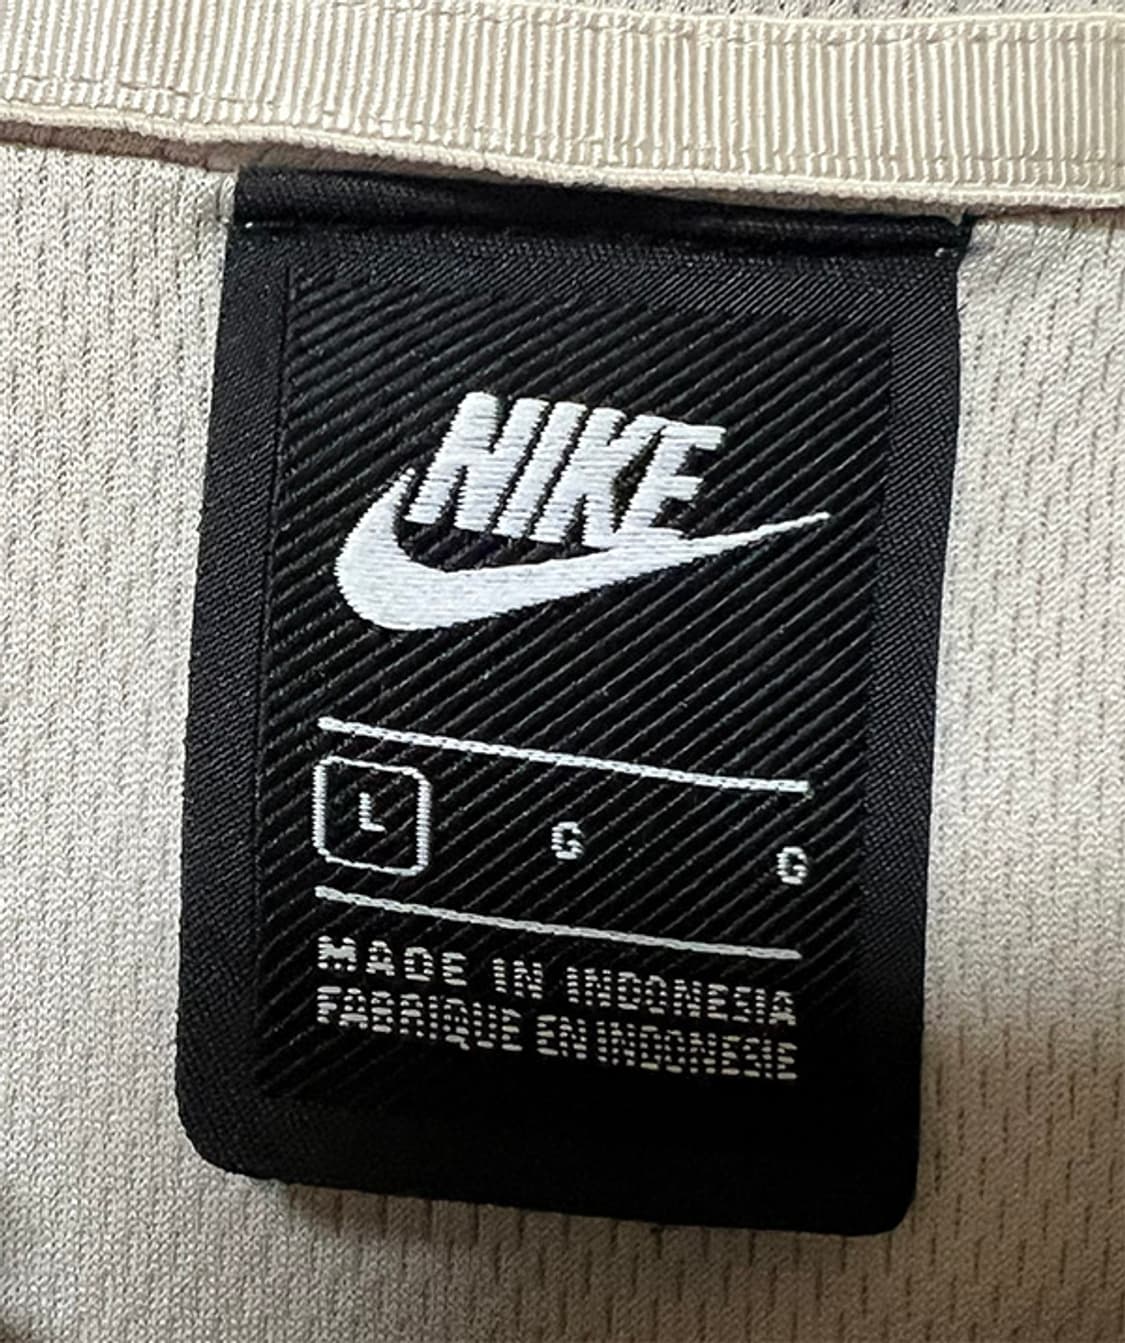 NIKE
L G G
MADE IN INDONESIA
FABRIQUE EN INDONESIE